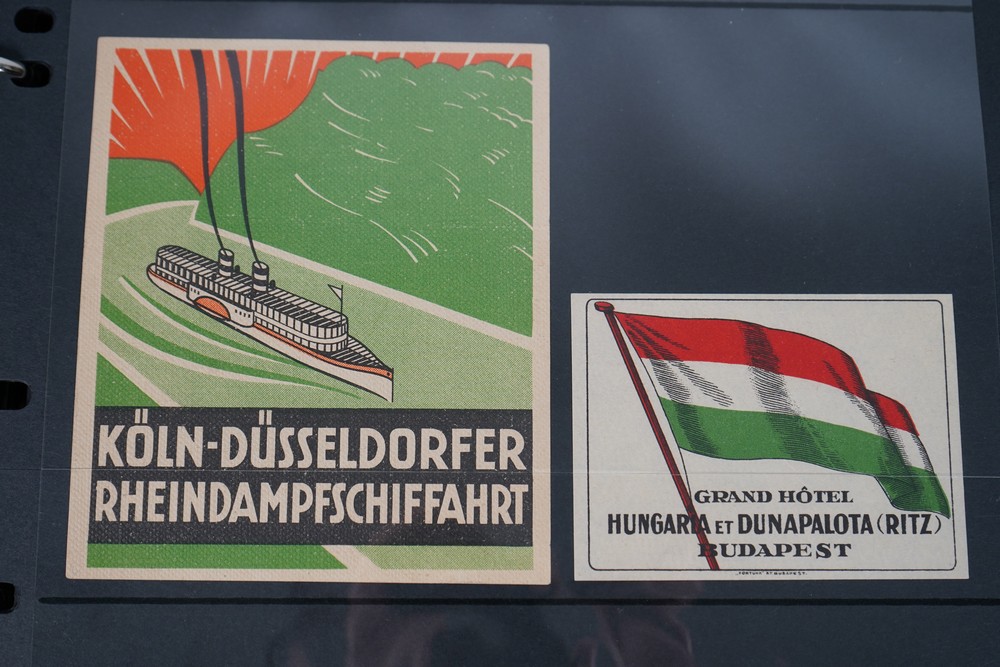 KÖLN-DÜSSELDORFER
RHEINDAMPFSCHIFFAHRT
GRAND HÔTEL
HUNGARIA ET DUNAPALOTA (RITZ)
BUDAPEST